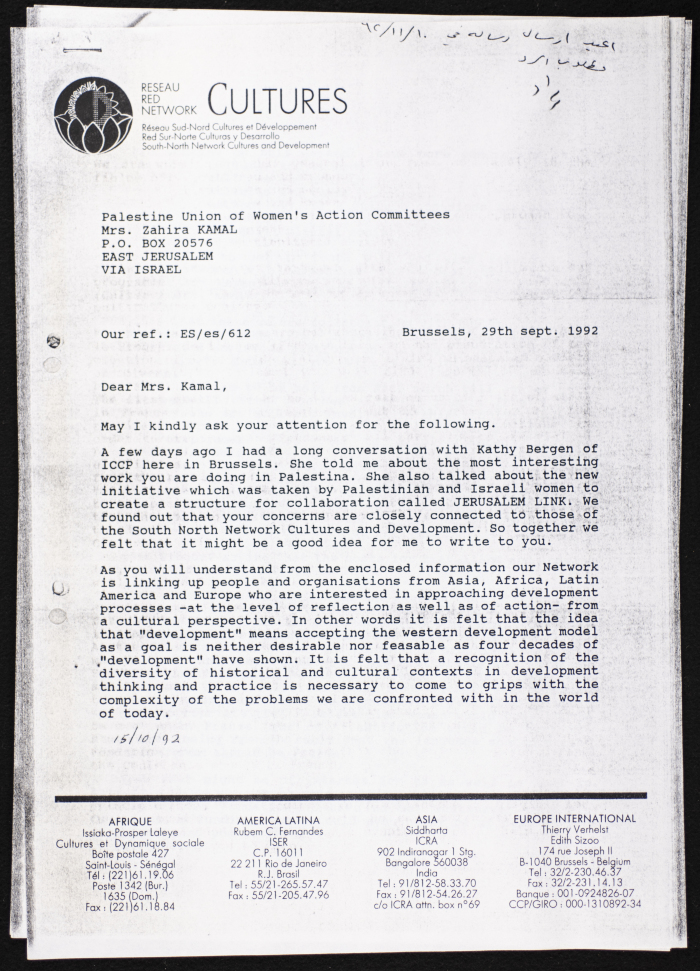 اعيد ارسال رساله في ٩٢/١١/١٠
مطلوب الرد
RESEAU
RED
NETWORK CULTURES
Réseau Sud-Nord Cultures et Développement
Red Sur-Norte Culturas y Desarrollo
South-North Network Cultures and Development
Palestine Union of Women's Action Committees
Mrs. Zahira KAMAL
P.O. BOX 20576
EAST JERUSALEM
VIA ISRAEL
Our ref.: ES/es/612 Brussels, 29th sept. 1992
Dear Mrs. Kamal,
May I kindly ask your attention for the following.
A few days ago I had a long conversation with Kathy Bergen of
ICCP here in Brussels. She told me about the most interesting
work you are doing in Palestina. She also talked about the new
initiative which was taken by Palestinian and Israeli women to
create a structure for collaboration called JERUSALEM LINK. We
found out that your concerns are closely connected to those of
the South North Network Cultures and Development. So together we
felt that it might be a good idea for me to write to you.
As you will understand from the enclosed information our Network
is linking up people and organisations from Asia, Africa, Latin
America and Europe who are interested in approaching development
processes -at the level of reflection as well as of action- from
a cultural perspective. In other words it is felt that the idea
that "development" means accepting the western development model
as a goal is neither desirable nor feasable as four decades of
"development" have shown. It is felt that a recognition of the
diversity of historical and cultural contexts in development
thinking and practice is necessary to come to grips with the
complexity of the problems we are confronted with in the world
of today.
15/10/92
AFRIQUE
Issiaka-Prosper Laleye
Cultures et Dynamique sociale
Boîte postale 427
Saint-Louis - Sénégal
Tél : (221)61.19.06
Poste 1342 (Bur.)
1635 (Dom.)
Fax : (221)61.18.84
AMERICA LATINA
Rubem C. Fernandes
ISER
C.P. 16011
22 211 Rio de Janeiro
R.J. Brasil
Tel : 55/21-265.57.47
Fax : 55/21-205.47.96
ASIA
Siddharta
ICRA
902 Indiranagar 1 Stg.
Bangalore 560038
India
Tel : 91/812-58.33.70
Fax : 91/812-54.26.27
c/o ICRA attn. box n°69
EUROPE INTERNATIONAL
Thierry Verhelst
Edith Sizoo
174 rue Joseph II
B-1040 Brussels - Belgium
Tel : 32/2-230.46.37
Fax : 32/2-231.14.13
Banque : 001-0924826-07
CCP/GIRO : 000-1310892-34